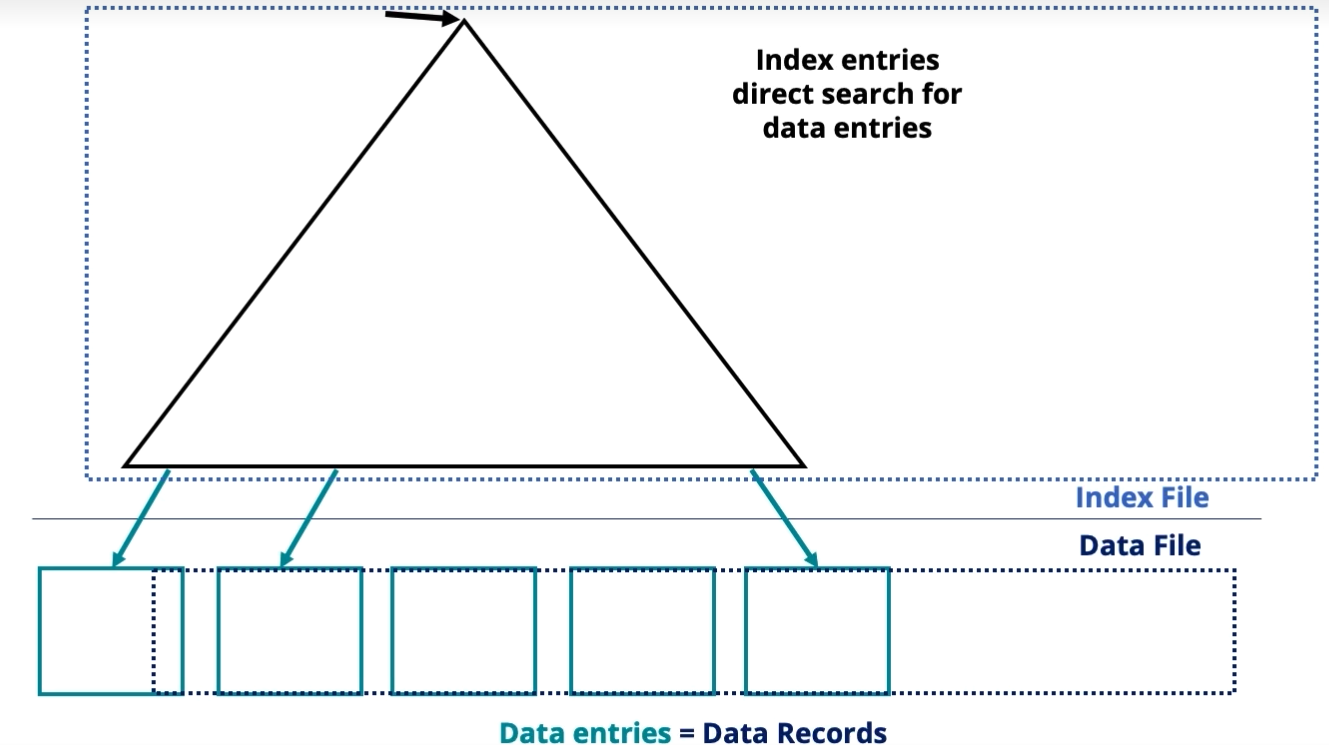 Index entries
direct search for
data entries
Index File
Data File
Data entries = Data Records